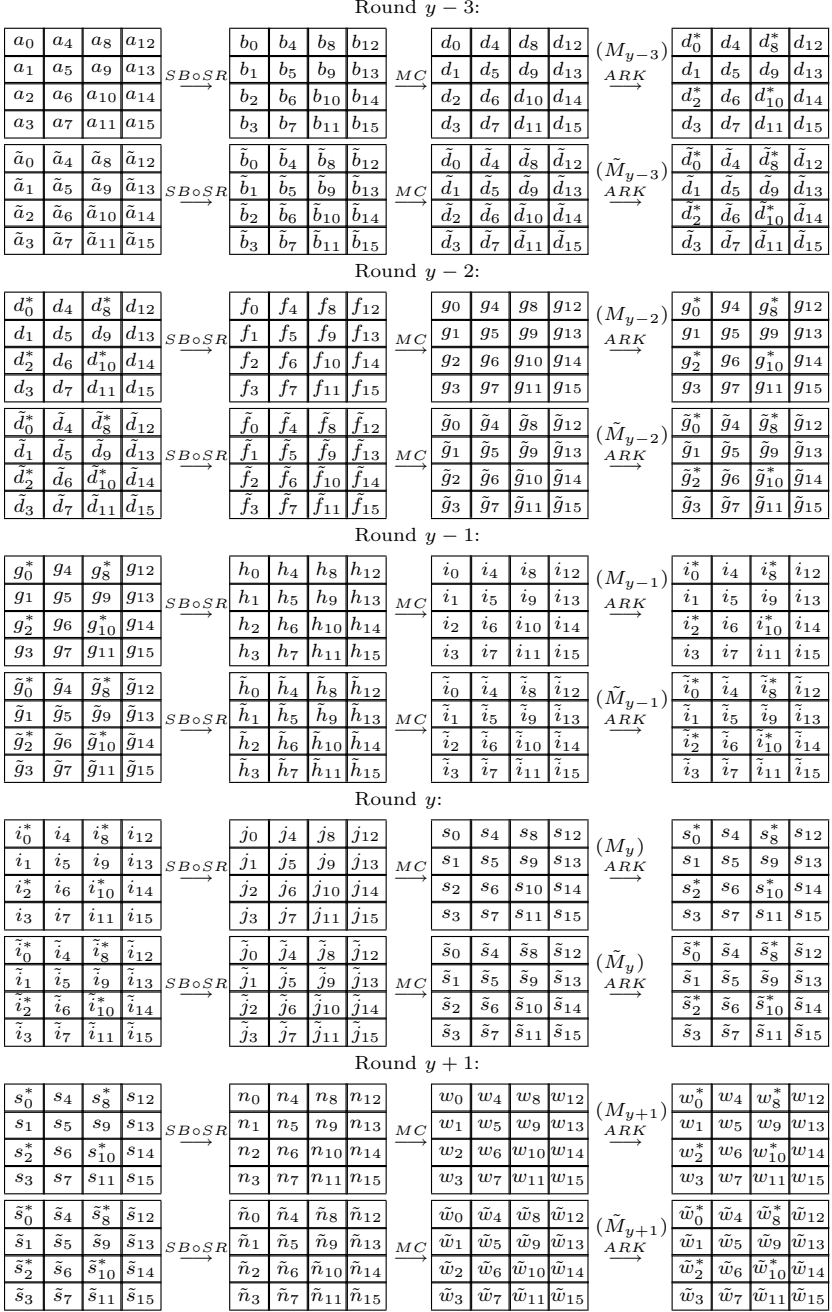 Round y − 3:
a₀ a₄ a₈ a₁₂ b₀ b₄ b₈ b₁₂ d₀ d₄ d₈ d₁₂ (M_{y−3}) d₀* d₄ d₈* d₁₂
a₁ a₅ a₉ a₁₃ SB∘SR → b₁ b₅ b₉ b₁₃ MC → d₁ d₅ d₉ d₁₃ ARK → d₁ d₅ d₉ d₁₃
a₂ a₆ a₁₀ a₁₄ b₂ b₆ b₁₀ b₁₄ d₂ d₆ d₁₀ d₁₄ d₂* d₆ d₁₀* d₁₄
a₃ a₇ a₁₁ a₁₅ b₃ b₇ b₁₁ b₁₅ d₃ d₇ d₁₁ d₁₅ d₃ d₇ d₁₁ d₁₅
ã₀ ã₄ ã₈ ã₁₂ b̃₀ b̃₄ b̃₈ b̃₁₂ d̃₀ d̃₄ d̃₈ d̃₁₂ (M̃_{y−3}) d̃₀* d̃₄ d̃₈* d̃₁₂
ã₁ ã₅ ã₉ ã₁₃ SB∘SR → b̃₁ b̃₅ b̃₉ b̃₁₃ MC → d̃₁ d̃₅ d̃₉ d̃₁₃ ARK → d̃₁ d̃₅ d̃₉ d̃₁₃
ã₂ ã₆ ã₁₀ ã₁₄ b̃₂ b̃₆ b̃₁₀ b̃₁₄ d̃₂ d̃₆ d̃₁₀ d̃₁₄ d̃₂* d̃₆ d̃₁₀* d̃₁₄
ã₃ ã₇ ã₁₁ ã₁₅ b̃₃ b̃₇ b̃₁₁ b̃₁₅ d̃₃ d̃₇ d̃₁₁ d̃₁₅ d̃₃ d̃₇ d̃₁₁ d̃₁₅
Round y − 2:
d₀* d₄ d₈* d₁₂ f₀ f₄ f₈ f₁₂ g₀ g₄ g₈ g₁₂ (M_{y−2}) g₀* g₄ g₈* g₁₂
d₁ d₅ d₉ d₁₃ SB∘SR → f₁ f₅ f₉ f₁₃ MC → g₁ g₅ g₉ g₁₃ ARK → g₁ g₅ g₉ g₁₃
d₂* d₆ d₁₀* d₁₄ f₂ f₆ f₁₀ f₁₄ g₂ g₆ g₁₀ g₁₄ g₂* g₆ g₁₀* g₁₄
d₃ d₇ d₁₁ d₁₅ f₃ f₇ f₁₁ f₁₅ g₃ g₇ g₁₁ g₁₅ g₃ g₇ g₁₁ g₁₅
d̃₀* d̃₄ d̃₈* d̃₁₂ f̃₀ f̃₄ f̃₈ f̃₁₂ g̃₀ g̃₄ g̃₈ g̃₁₂ (M̃_{y−2}) g̃₀* g̃₄ g̃₈* g̃₁₂
d̃₁ d̃₅ d̃₉ d̃₁₃ SB∘SR → f̃₁ f̃₅ f̃₉ f̃₁₃ MC → g̃₁ g̃₅ g̃₉ g̃₁₃ ARK → g̃₁ g̃₅ g̃₉ g̃₁₃
d̃₂* d̃₆ d̃₁₀* d̃₁₄ f̃₂ f̃₆ f̃₁₀ f̃₁₄ g̃₂ g̃₆ g̃₁₀ g̃₁₄ g̃₂* g̃₆ g̃₁₀* g̃₁₄
d̃₃ d̃₇ d̃₁₁ d̃₁₅ f̃₃ f̃₇ f̃₁₁ f̃₁₅ g̃₃ g̃₇ g̃₁₁ g̃₁₅ g̃₃ g̃₇ g̃₁₁ g̃₁₅
Round y − 1:
g₀* g₄ g₈* g₁₂ h₀ h₄ h₈ h₁₂ i₀ i₄ i₈ i₁₂ (M_{y−1}) i₀* i₄ i₈* i₁₂
g₁ g₅ g₉ g₁₃ SB∘SR → h₁ h₅ h₉ h₁₃ MC → i₁ i₅ i₉ i₁₃ ARK → i₁ i₅ i₉ i₁₃
g₂* g₆ g₁₀* g₁₄ h₂ h₆ h₁₀ h₁₄ i₂ i₆ i₁₀ i₁₄ i₂* i₆ i₁₀* i₁₄
g₃ g₇ g₁₁ g₁₅ h₃ h₇ h₁₁ h₁₅ i₃ i₇ i₁₁ i₁₅ i₃ i₇ i₁₁ i₁₅
g̃₀* g̃₄ g̃₈* g̃₁₂ h̃₀ h̃₄ h̃₈ h̃₁₂ ĩ₀ ĩ₄ ĩ₈ ĩ₁₂ (M̃_{y−1}) ĩ₀* ĩ₄ ĩ₈* ĩ₁₂
g̃₁ g̃₅ g̃₉ g̃₁₃ SB∘SR → h̃₁ h̃₅ h̃₉ h̃₁₃ MC → ĩ₁ ĩ₅ ĩ₉ ĩ₁₃ ARK → ĩ₁ ĩ₅ ĩ₉ ĩ₁₃
g̃₂* g̃₆ g̃₁₀* g̃₁₄ h̃₂ h̃₆ h̃₁₀ h̃₁₄ ĩ₂ ĩ₆ ĩ₁₀ ĩ₁₄ ĩ₂* ĩ₆ ĩ₁₀* ĩ₁₄
g̃₃ g̃₇ g̃₁₁ g̃₁₅ h̃₃ h̃₇ h̃₁₁ h̃₁₅ ĩ₃ ĩ₇ ĩ₁₁ ĩ₁₅ ĩ₃ ĩ₇ ĩ₁₁ ĩ₁₅
Round y:
i₀* i₄ i₈* i₁₂ j₀ j₄ j₈ j₁₂ s₀ s₄ s₈ s₁₂ (M_y) s₀* s₄ s₈* s₁₂
i₁ i₅ i₉ i₁₃ SB∘SR → j₁ j₅ j₉ j₁₃ MC → s₁ s₅ s₉ s₁₃ ARK → s₁ s₅ s₉ s₁₃
i₂* i₆ i₁₀* i₁₄ j₂ j₆ j₁₀ j₁₄ s₂ s₆ s₁₀ s₁₄ s₂* s₆ s₁₀* s₁₄
i₃ i₇ i₁₁ i₁₅ j₃ j₇ j₁₁ j₁₅ s₃ s₇ s₁₁ s₁₅ s₃ s₇ s₁₁ s₁₅
ĩ₀* ĩ₄ ĩ₈* ĩ₁₂ j̃₀ j̃₄ j̃₈ j̃₁₂ s̃₀ s̃₄ s̃₈ s̃₁₂ (M̃_y) s̃₀* s̃₄ s̃₈* s̃₁₂
ĩ₁ ĩ₅ ĩ₉ ĩ₁₃ SB∘SR → j̃₁ j̃₅ j̃₉ j̃₁₃ MC → s̃₁ s̃₅ s̃₉ s̃₁₃ ARK → s̃₁ s̃₅ s̃₉ s̃₁₃
ĩ₂* ĩ₆ ĩ₁₀* ĩ₁₄ j̃₂ j̃₆ j̃₁₀ j̃₁₄ s̃₂ s̃₆ s̃₁₀ s̃₁₄ s̃₂* s̃₆ s̃₁₀* s̃₁₄
ĩ₃ ĩ₇ ĩ₁₁ ĩ₁₅ j̃₃ j̃₇ j̃₁₁ j̃₁₅ s̃₃ s̃₇ s̃₁₁ s̃₁₅ s̃₃ s̃₇ s̃₁₁ s̃₁₅
Round y + 1:
s₀* s₄ s₈* s₁₂ n₀ n₄ n₈ n₁₂ w₀ w₄ w₈ w₁₂ (M_{y+1}) w₀* w₄ w₈* w₁₂
s₁ s₅ s₉ s₁₃ SB∘SR → n₁ n₅ n₉ n₁₃ MC → w₁ w₅ w₉ w₁₃ ARK → w₁ w₅ w₉ w₁₃
s₂* s₆ s₁₀* s₁₄ n₂ n₆ n₁₀ n₁₄ w₂ w₆ w₁₀ w₁₄ w₂* w₆ w₁₀* w₁₄
s₃ s₇ s₁₁ s₁₅ n₃ n₇ n₁₁ n₁₅ w₃ w₇ w₁₁ w₁₅ w₃ w₇ w₁₁ w₁₅
s̃₀* s̃₄ s̃₈* s̃₁₂ ñ₀ ñ₄ ñ₈ ñ₁₂ w̃₀ w̃₄ w̃₈ w̃₁₂ (M̃_{y+1}) w̃₀* w̃₄ w̃₈* w̃₁₂
s̃₁ s̃₅ s̃₉ s̃₁₃ SB∘SR → ñ₁ ñ₅ ñ₉ ñ₁₃ MC → w̃₁ w̃₅ w̃₉ w̃₁₃ ARK → w̃₁ w̃₅ w̃₉ w̃₁₃
s̃₂* s̃₆ s̃₁₀* s̃₁₄ ñ₂ ñ₆ ñ₁₀ ñ₁₄ w̃₂ w̃₆ w̃₁₀ w̃₁₄ w̃₂* w̃₆ w̃₁₀* w̃₁₄
s̃₃ s̃₇ s̃₁₁ s̃₁₅ ñ₃ ñ₇ ñ₁₁ ñ₁₅ w̃₃ w̃₇ w̃₁₁ w̃₁₅ w̃₃ w̃₇ w̃₁₁ w̃₁₅